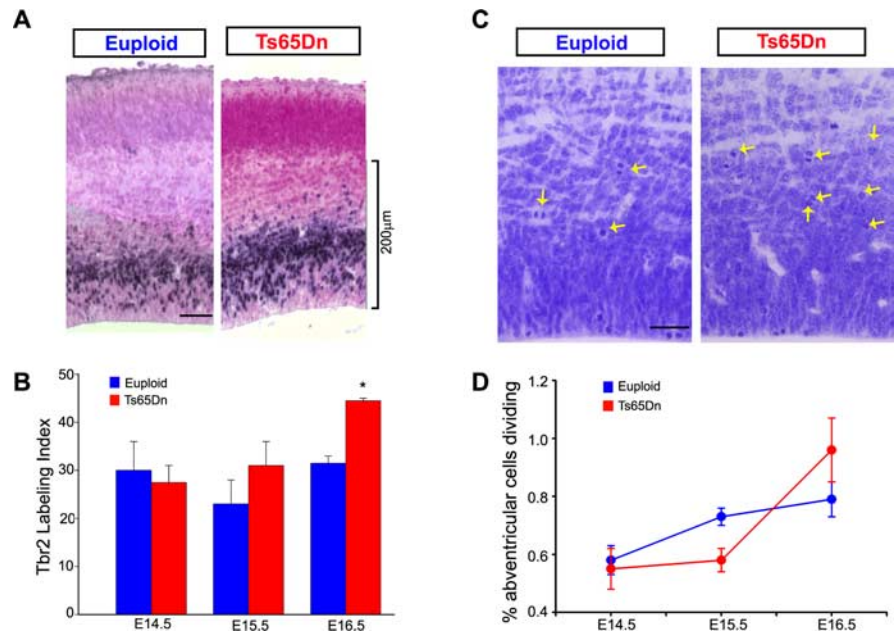 A
Euploid
Ts65Dn
200μm
B
Euploid
Ts65Dn
Tbr2 Labeling Index
50
40
30
20
10
0
*
E14.5
E15.5
E16.5
C
Euploid
Ts65Dn
D
Euploid
Ts65Dn
% abventricular cells dividing
1.2
1.0
0.8
0.6
0.4
E14.5
E15.5
E16.5